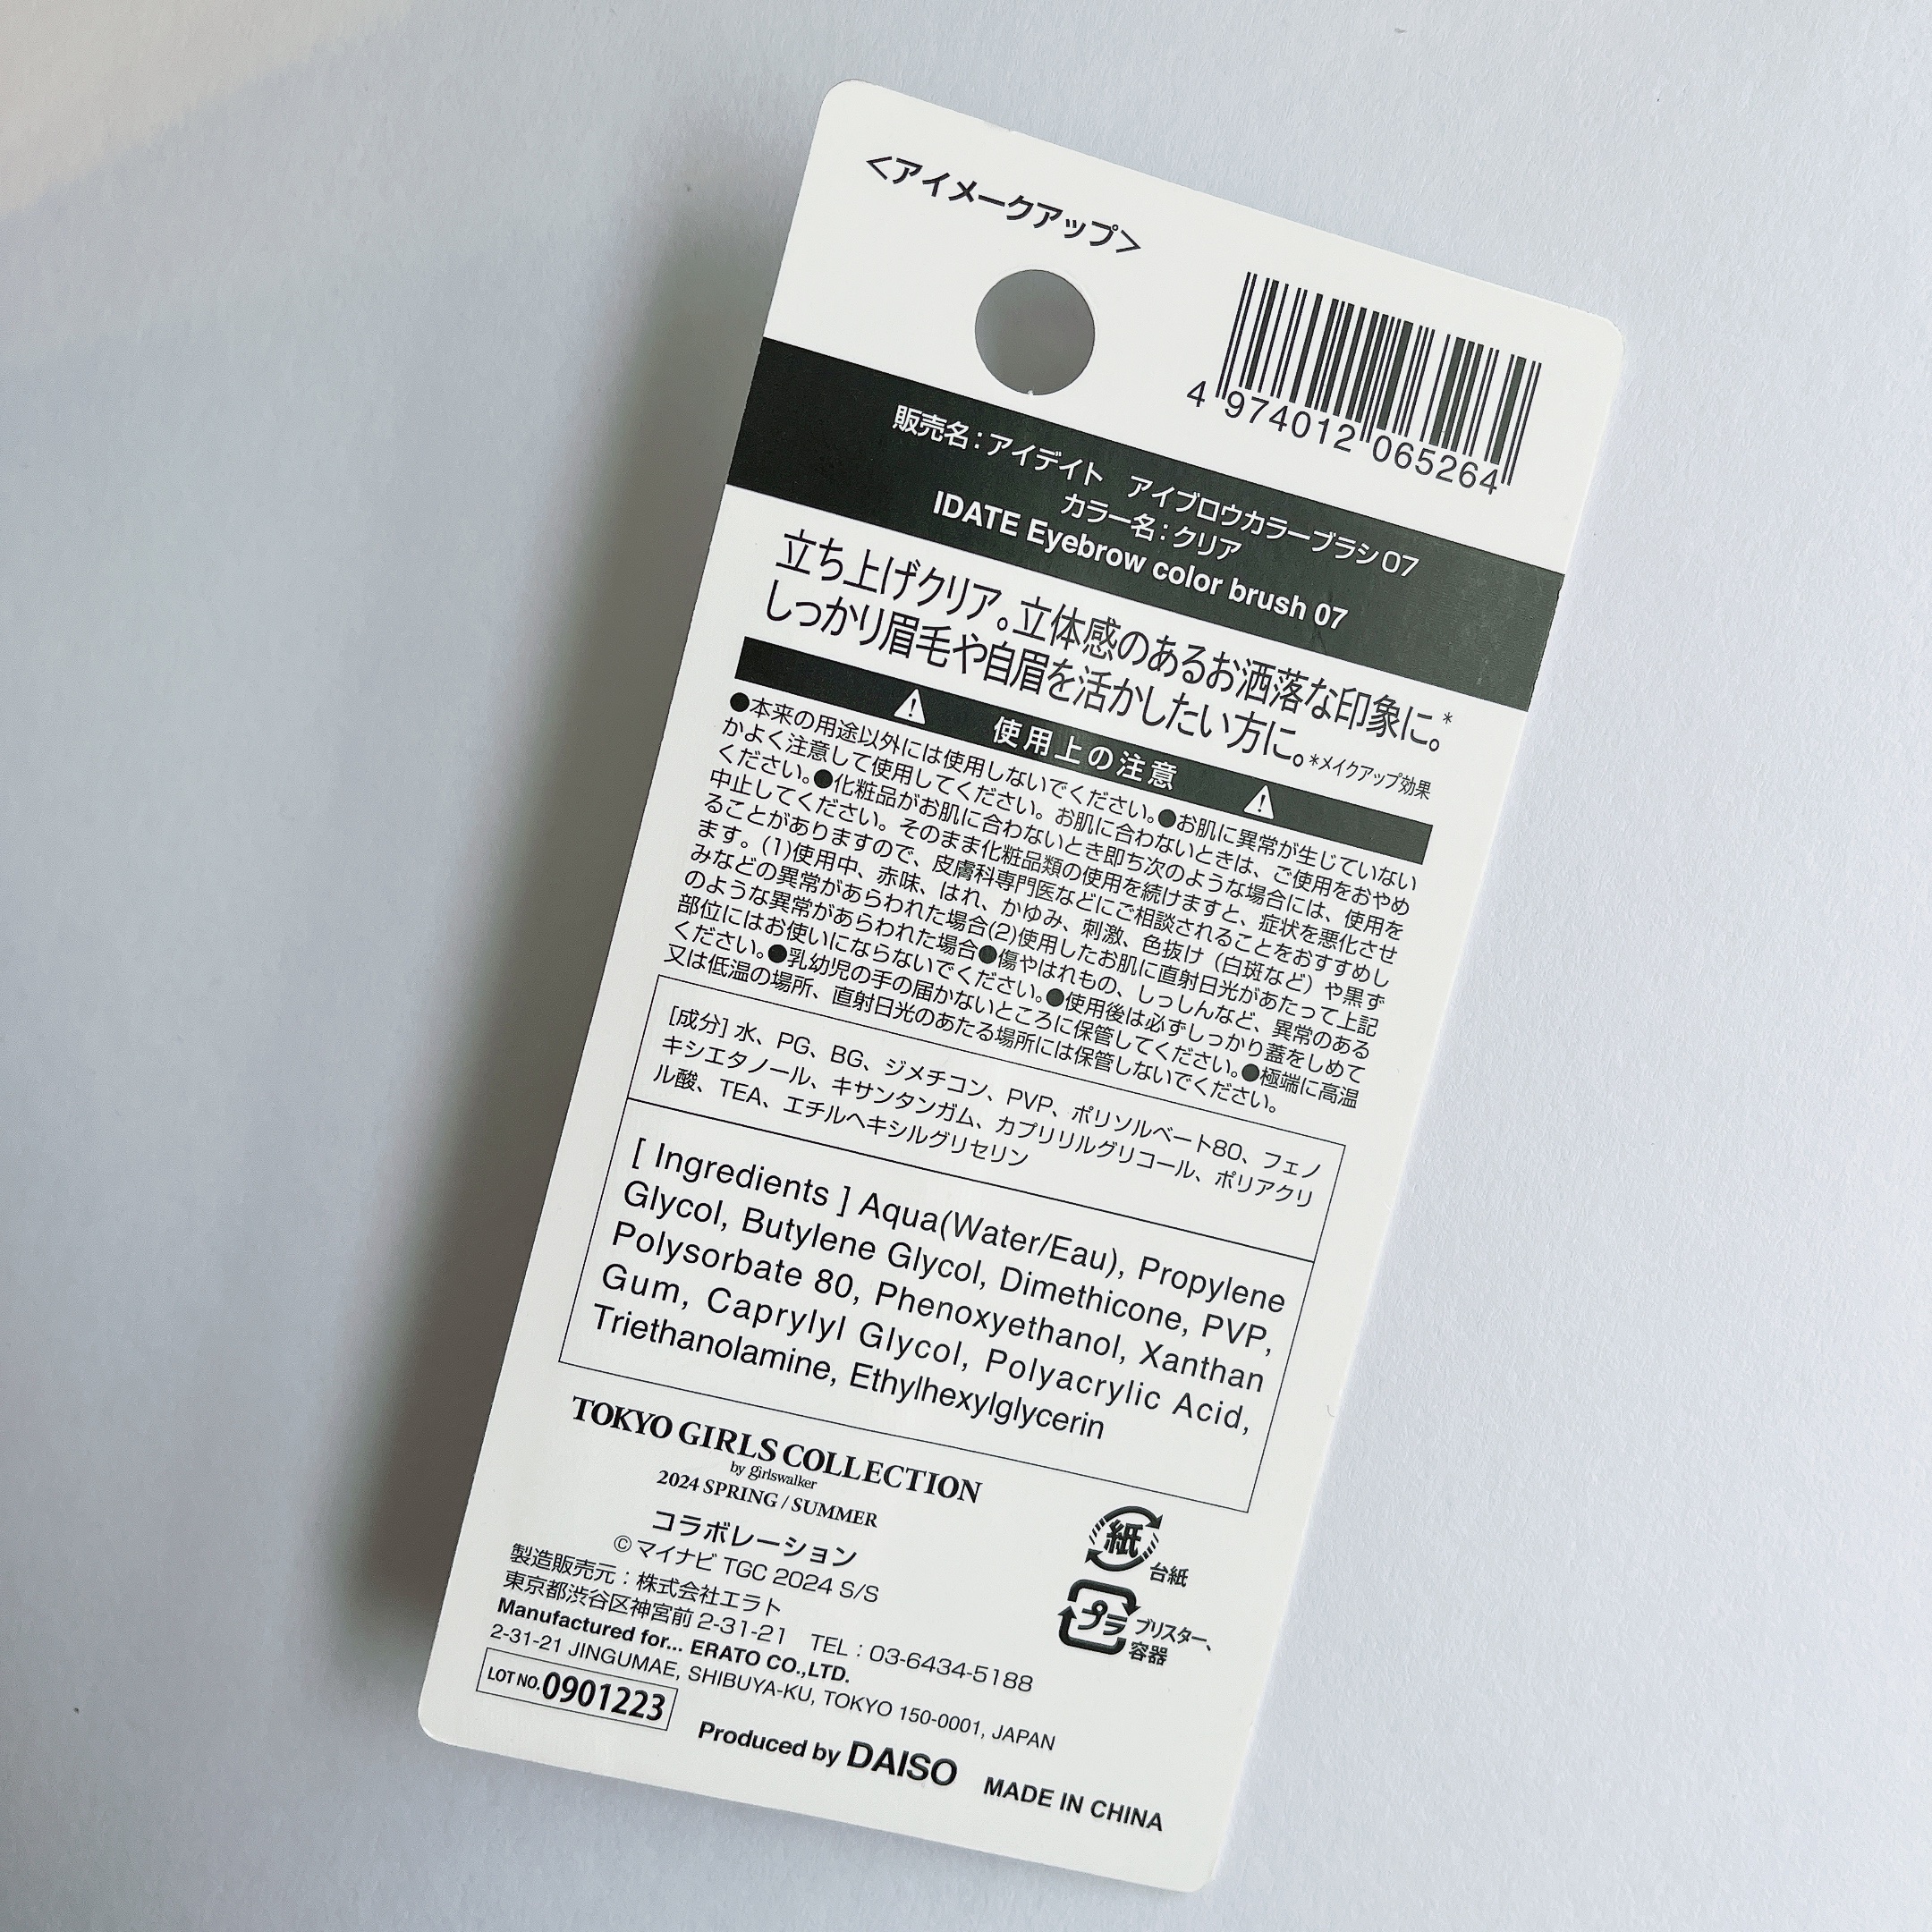 <アイメークアップ>
4 974012 065264
販売名：アイデイト　アイブロウカラーブラシ07
カラー名：クリア
IDATE Eyebrow color brush 07
立ち上げクリア。立体感のあるお洒落な印象に。*
しっかり眉毛や自眉を活かしたい方に。*メイクアップ効果
使用上の注意
●本来の用途以外には使用しないでください。●お肌に異常が生じていない
かよく注意して使用してください。お肌に合わないときは、ご使用をおやめ
ください。●化粧品がお肌に合わないとき即ち次のような場合には、使用を
中止してください。そのまま化粧品類の使用を続けますと、症状を悪化させ
ることがありますので、皮膚科専門医などにご相談されることをおすすめし
ます。(1)使用中、赤味、はれ、かゆみ、刺激、色抜け（白斑など）や黒ず
みなどの異常があらわれた場合(2)使用したお肌に直射日光があたって上記
のような異常があらわれた場合●傷やはれもの、しっしんなど、異常のある
部位にはお使いにならないでください。●使用後は必ずしっかり蓋をしめて
ください。●乳幼児の手の届かないところに保管してください。●極端に高温
又は低温の場所、直射日光のあたる場所には保管しないでください。
[成分] 水、PG、BG、ジメチコン、PVP、ポリソルベート80、フェノ
キシエタノール、キサンタンガム、カプリリルグリコール、ポリアクリ
ル酸、TEA、エチルヘキシルグリセリン
[ Ingredients ] Aqua(Water/Eau), Propylene
Glycol, Butylene Glycol, Dimethicone, PVP,
Polysorbate 80, Phenoxyethanol, Xanthan
Gum, Caprylyl Glycol, Polyacrylic Acid,
Triethanolamine, Ethylhexylglycerin
TOKYO GIRLS COLLECTION
by girlswalker
2024 SPRING / SUMMER
コラボレーション
© マイナビ TGC 2024 S/S
紙 台紙
プラ ブリスター、
容器
製造販売元：株式会社エラト
東京都渋谷区神宮前 2-31-21　TEL：03-6434-5188
Manufactured for... ERATO CO.,LTD.
2-31-21 JINGUMAE, SHIBUYA-KU, TOKYO 150-0001, JAPAN
LOT NO.0901223
Produced by DAISO MADE IN CHINA